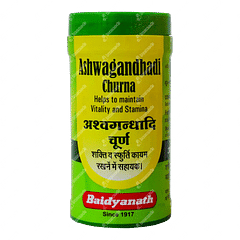 Ashwagandhadi
Churna
Helps to maintain
Vitality and Stamina
अश्वगन्धादि
चूर्ण
शक्ति व स्फुर्ति कायम
रखने में सहायक।
Baidyanath
Since 1917